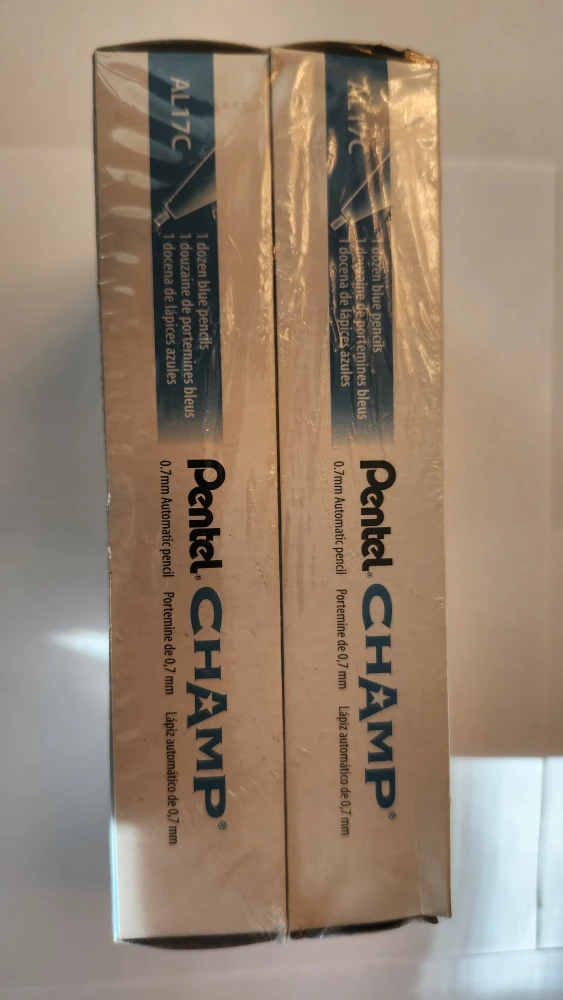 AL17C
1 dozen blue pencils
1 douzaine de portemines bleus
1 docena de lápices azules
Pentel® CHAMP®
0.7mm Automatic pencil Portemine de 0,7 mm Lápiz automático de 0,7 mm
AL17C
1 dozen blue pencils
1 douzaine de portemines bleus
1 docena de lápices azules
Pentel® CHAMP®
0.7mm Automatic pencil Portemine de 0,7 mm Lápiz automático de 0,7 mm